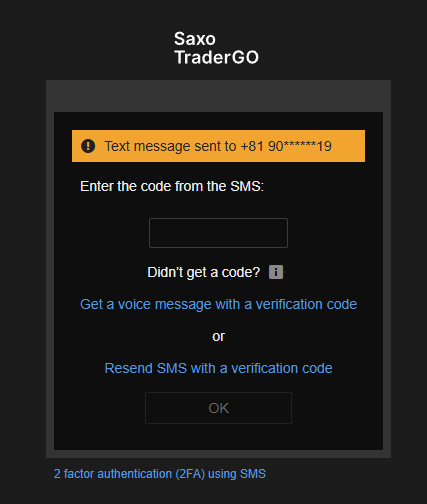 Saxo
TraderGO
Text message sent to +81 90******19
Enter the code from the SMS:
Didn't get a code?
Get a voice message with a verification code
or
Resend SMS with a verification code
OK
2 factor authentication (2FA) using SMS